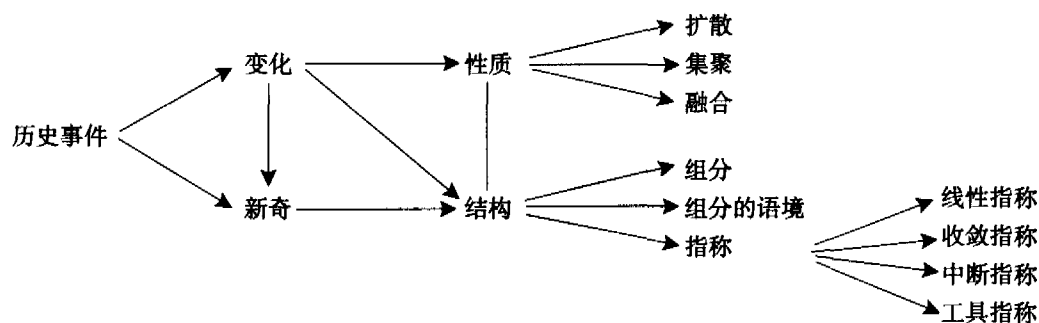 扩散
变化
性质
集聚
融合
历史事件
组分
新奇
结构
组分的语境
指称
线性指称
收敛指称
中断指称
工具指称